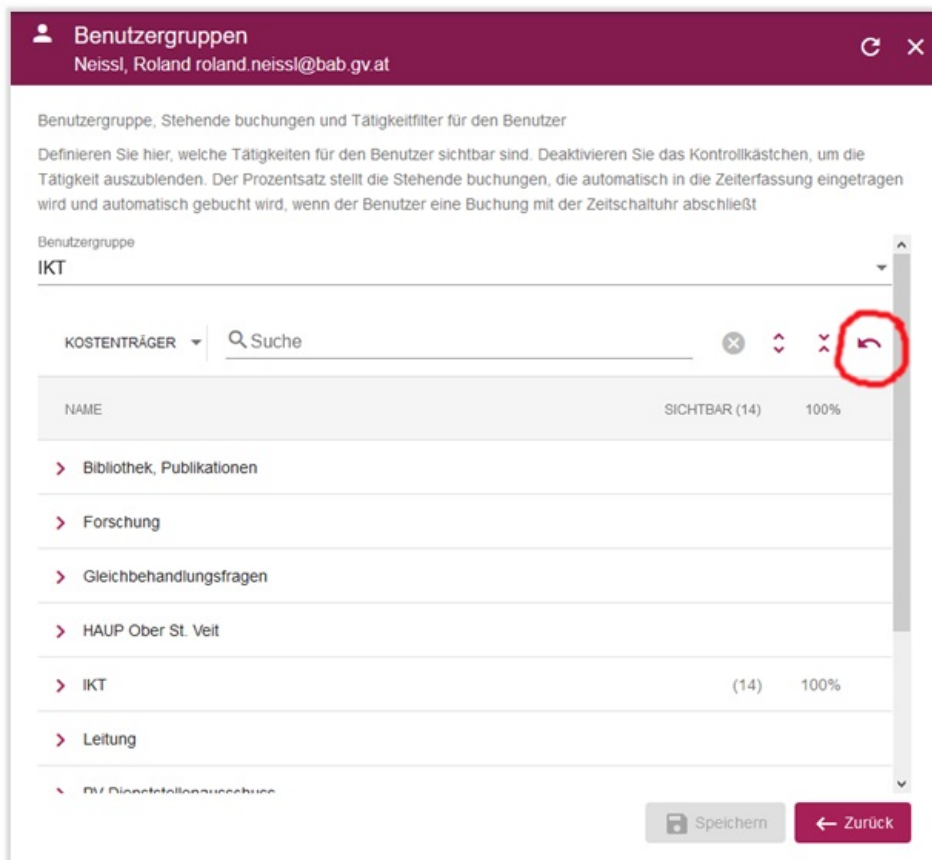 Benutzergruppen
Neissl, Roland roland.neissl@bab.gv.at
Benutzergruppe, Stehende buchungen und Tätigkeitfilter für den Benutzer
Definieren Sie hier, welche Tätigkeiten für den Benutzer sichtbar sind. Deaktivieren Sie das Kontrollkästchen, um die
Tätigkeit auszublenden. Der Prozentsatz stellt die Stehende buchungen, die automatisch in die Zeiterfassung eingetragen
wird und automatisch gebucht wird, wenn der Benutzer eine Buchung mit der Zeitschaltuhr abschließt
Benutzergruppe
IKT
KOSTENTRÄGER Suche
NAME SICHTBAR (14) 100%
Bibliothek, Publikationen
Forschung
Gleichbehandlungsfragen
HAUP Ober St. Veit
IKT (14) 100%
Leitung
PV Dienststellenausschuss
Speichern Zurück